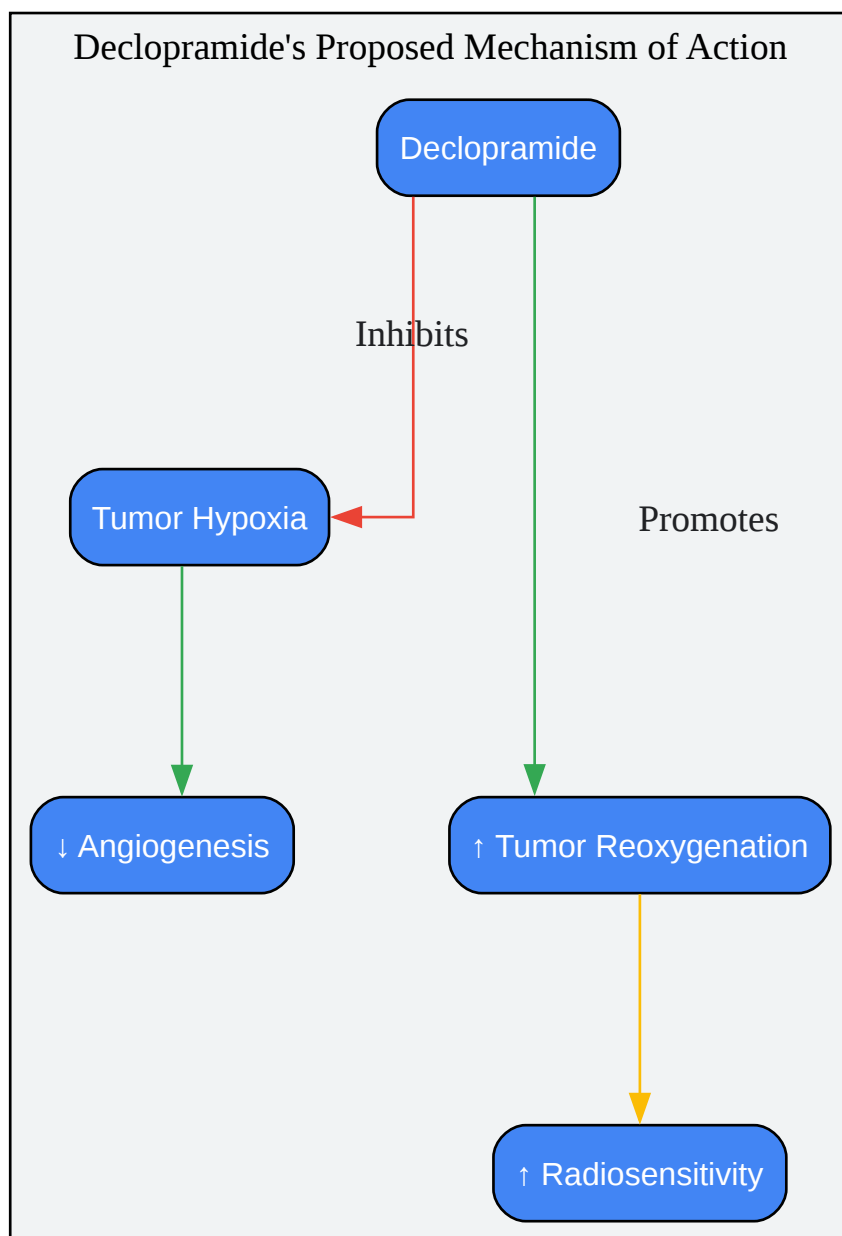 Declopramide's Proposed Mechanism of Action
Declopramide
Inhibits
Tumor Hypoxia
Promotes
↓ Angiogenesis
↑ Tumor Reoxygenation
↑ Radiosensitivity